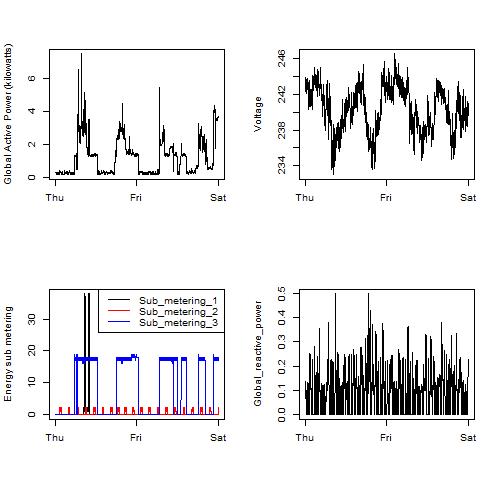 Global Active Power (kilowatts)
0 2 4 6
Thu Fri Sat
Voltage
234 238 242 246
Thu Fri Sat
Energy sub metering
0 10 20 30
Sub_metering_1
Sub_metering_2
Sub_metering_3
Thu Fri Sat
Global_reactive_power
0.0 0.1 0.2 0.3 0.4 0.5
Thu Fri Sat